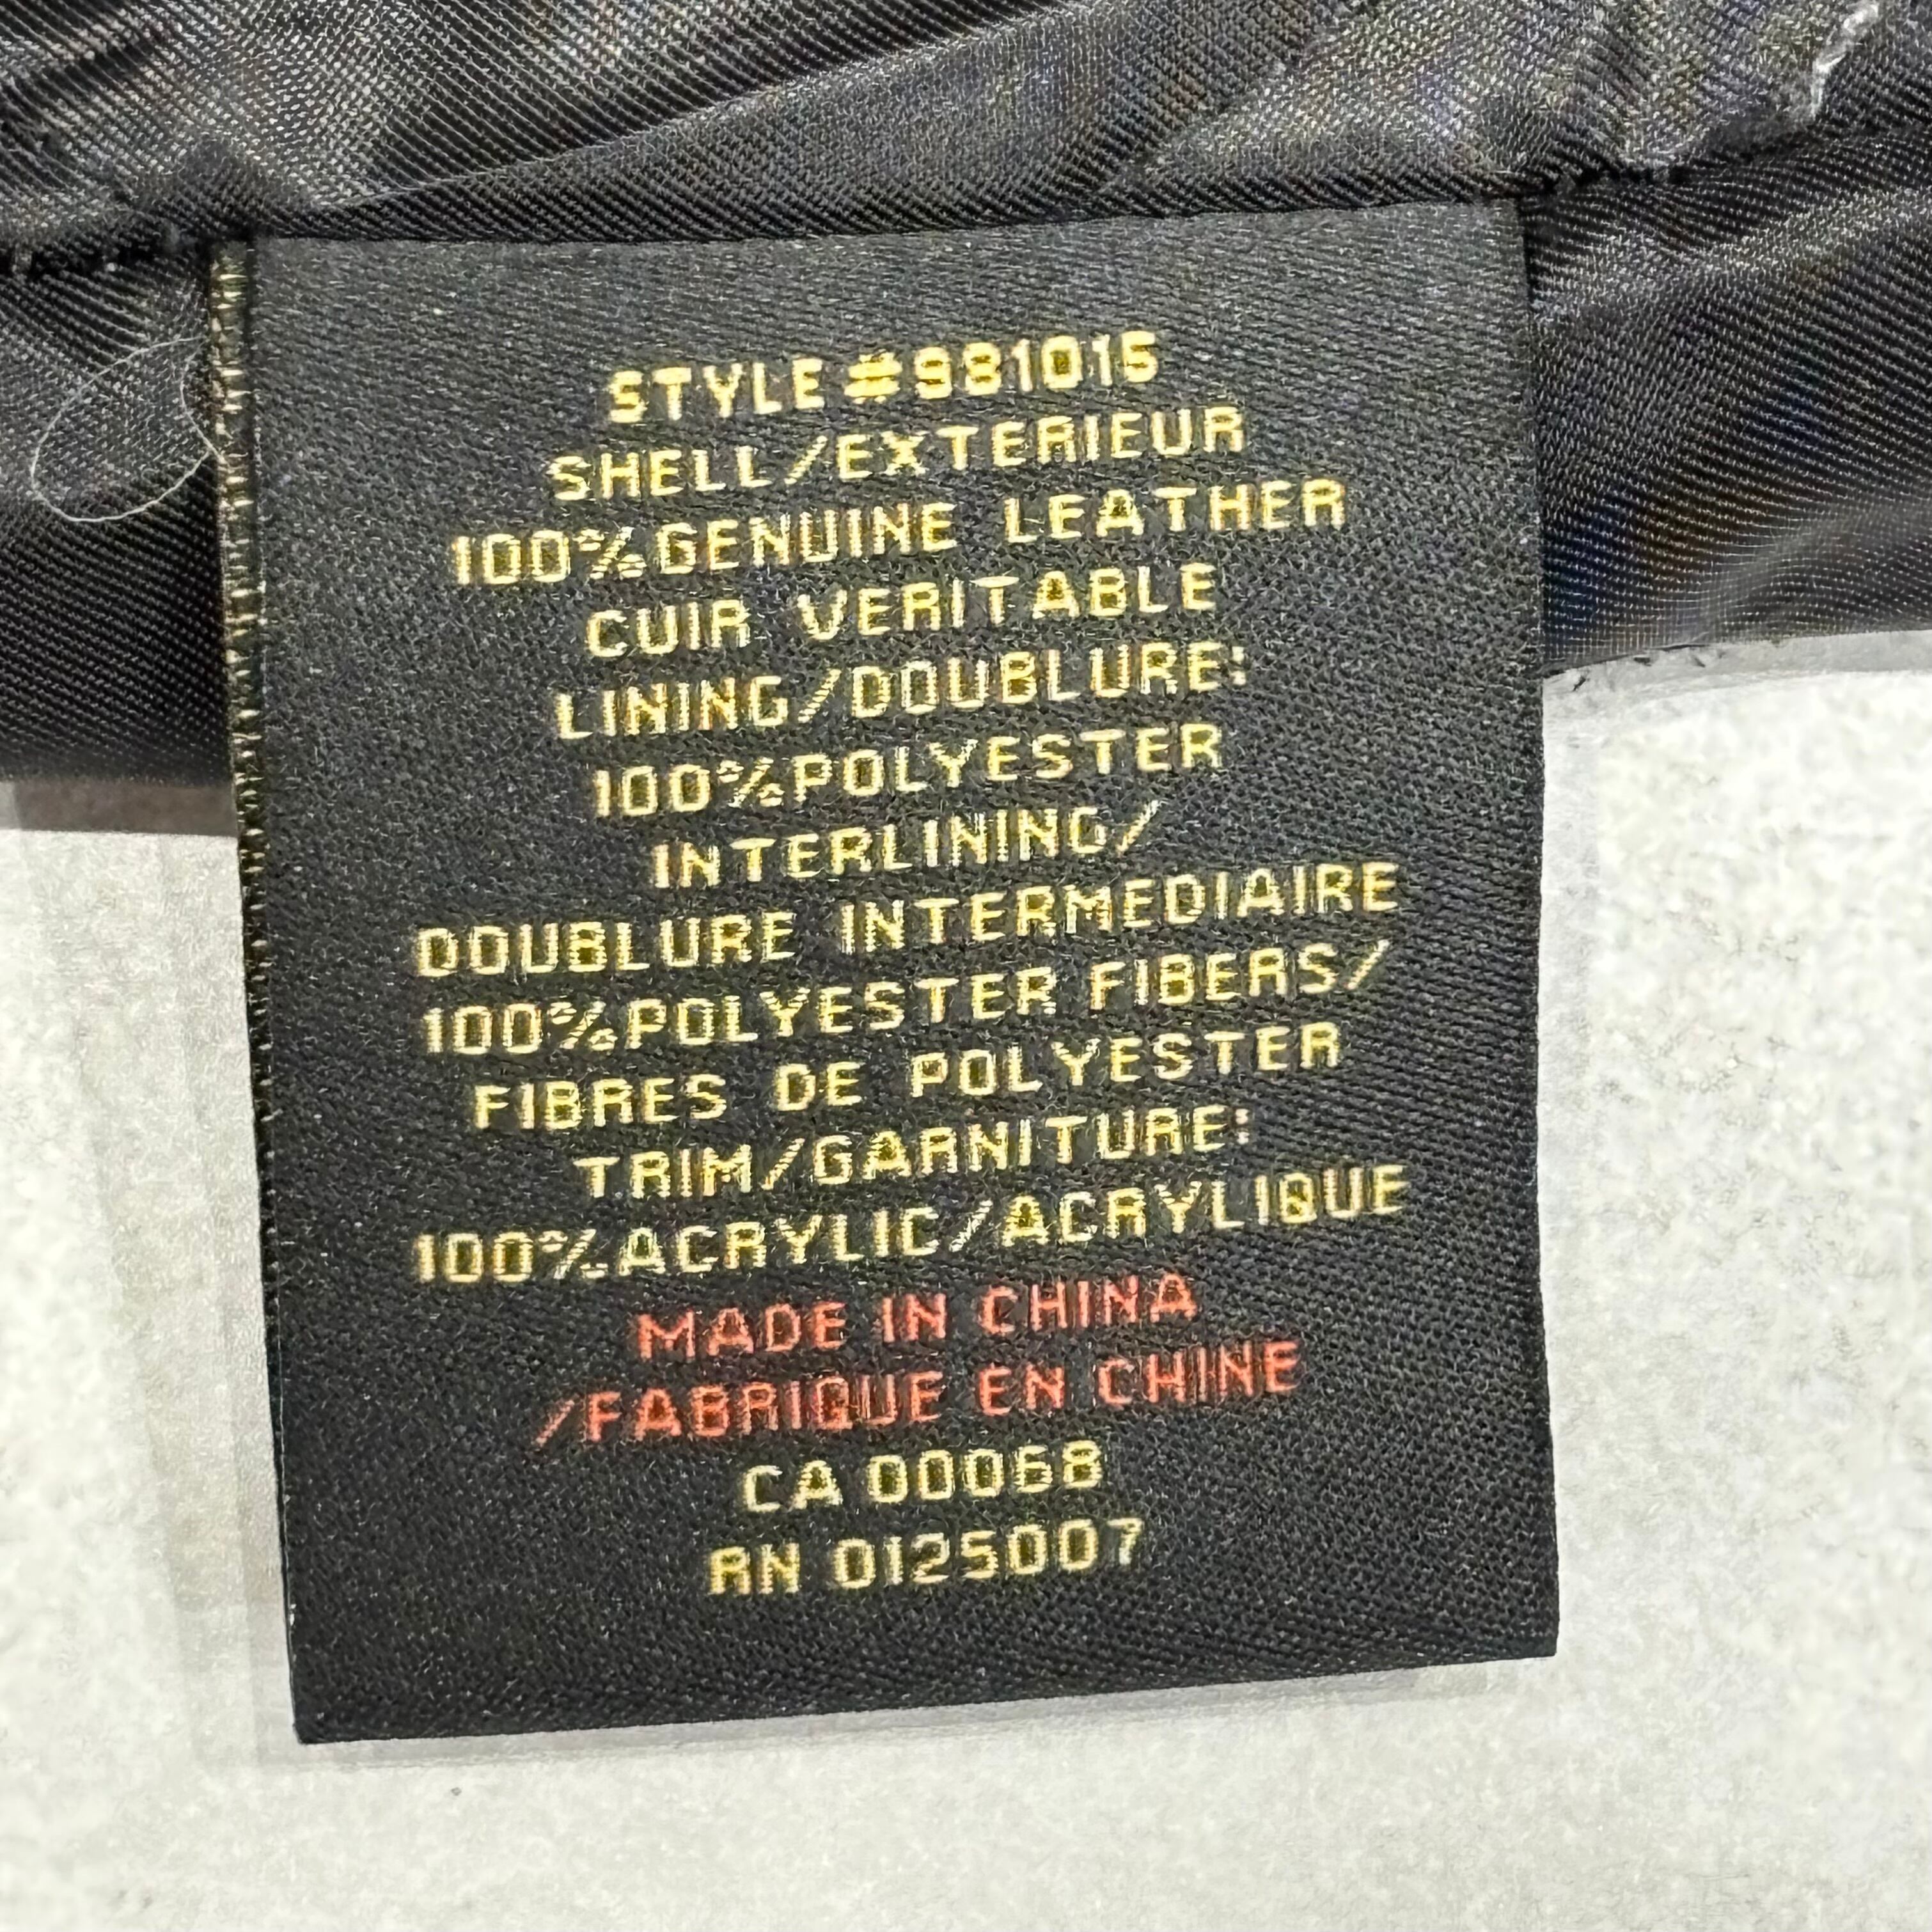 STYLE#981015
SHELL/EXTERIEUR
100%GENUINE LEATHER
CUIR VERITABLE
LINING/DOUBLURE:
100%POLYESTER
INTERLINING/
DOUBLURE INTERMEDIAIRE
100%POLYESTER FIBERS/
FIBRES DE POLYESTER
TRIM/GARNITURE:
100%ACRYLIC/ACRYLIQUE
MADE IN CHINA
/FABRIQUE EN CHINE
CA 00068
RN 0125007